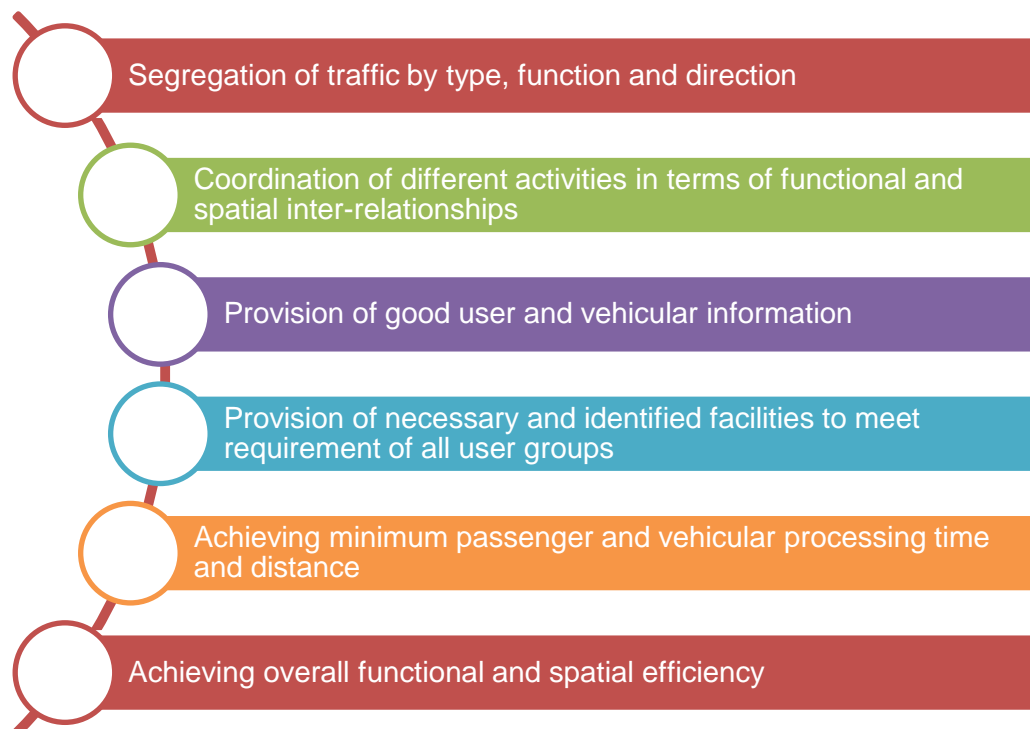 Segregation of traffic by type, function and direction
Coordination of different activities in terms of functional and
spatial inter-relationships
Provision of good user and vehicular information
Provision of necessary and identified facilities to meet
requirement of all user groups
Achieving minimum passenger and vehicular processing time
and distance
Achieving overall functional and spatial efficiency